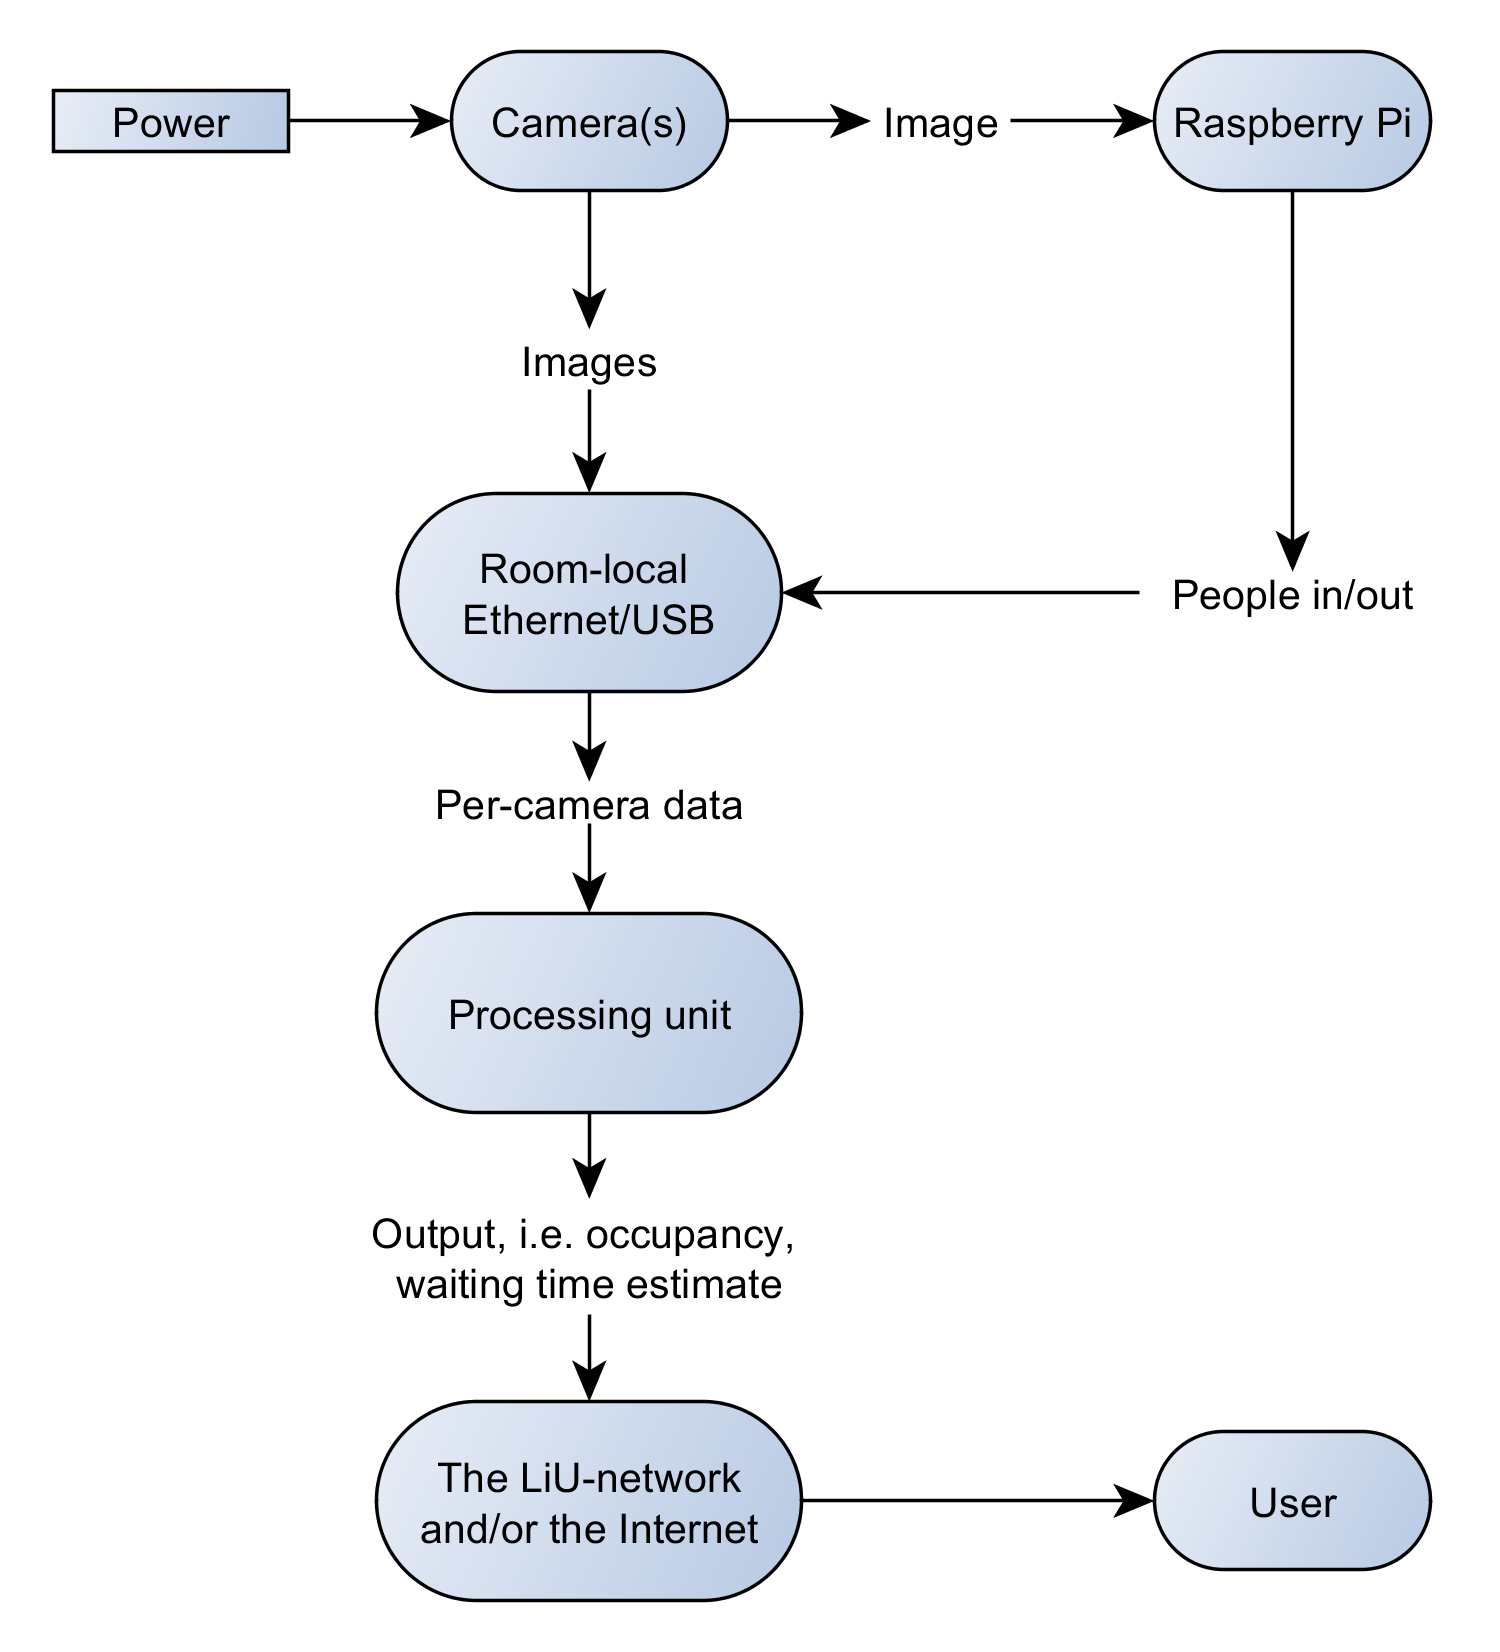 Power
Camera(s)
Image
Raspberry Pi
Images
Room-local
Ethernet/USB
People in/out
Per-camera data
Processing unit
Output, i.e. occupancy,
waiting time estimate
The LiU-network
and/or the Internet
User